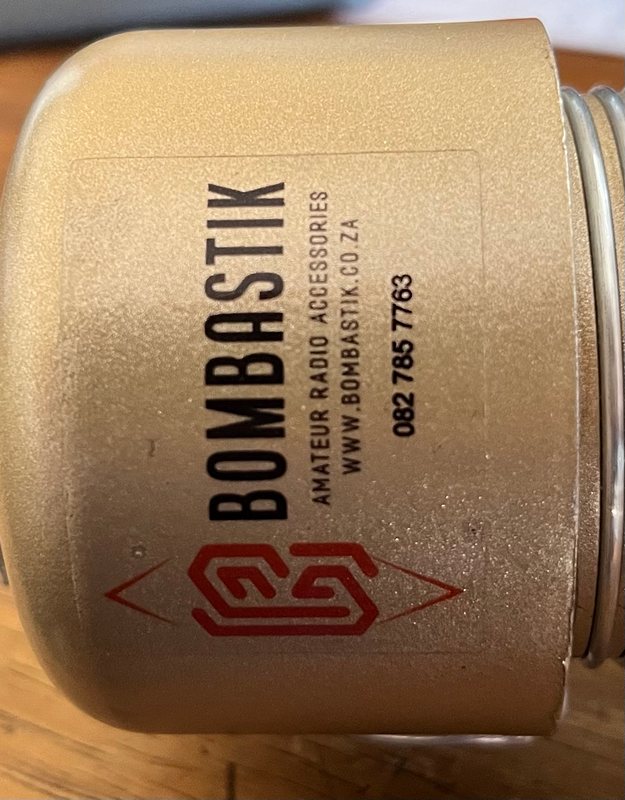 BOMBASTIK
AMATEUR RADIO ACCESSORIES
WWW.BOMBASTIK.CO.ZA
082 785 7763